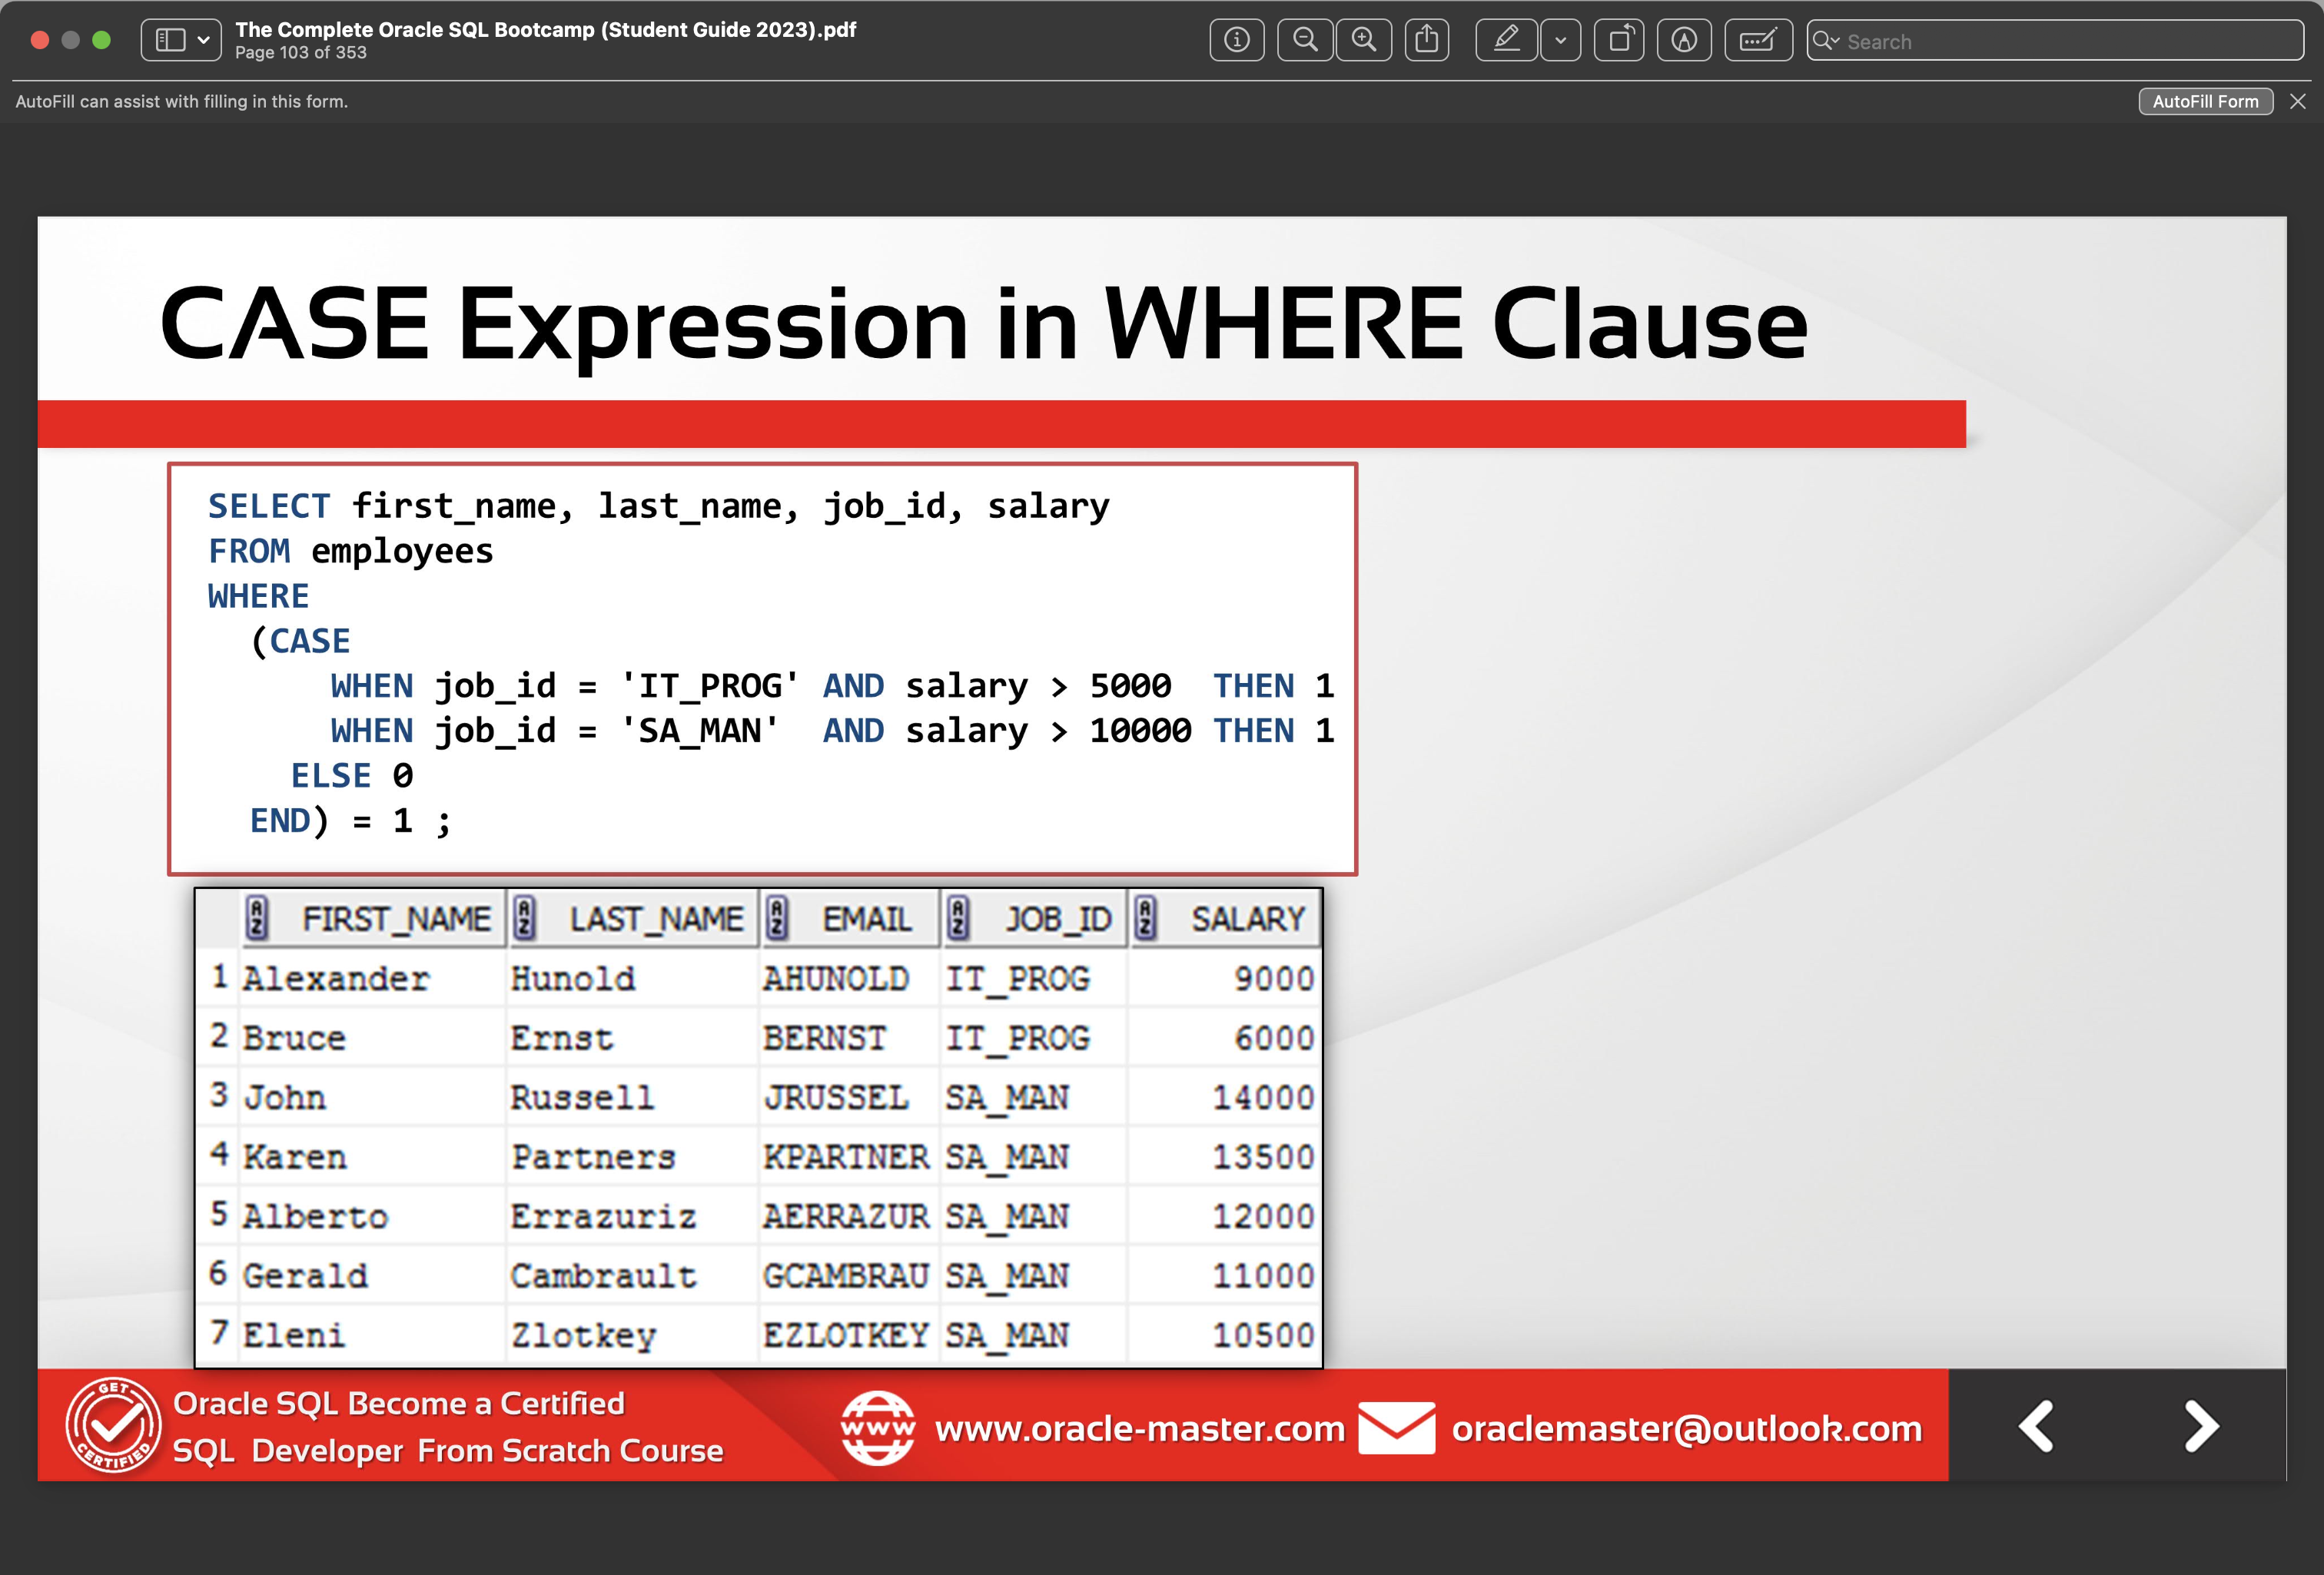 The Complete Oracle SQL Bootcamp (Student Guide 2023).pdf
Page 103 of 353
Search
AutoFill can assist with filling in this form.
AutoFill Form
CASE Expression in WHERE Clause
SELECT first_name, last_name, job_id, salary
FROM employees
WHERE
(CASE
WHEN job_id = 'IT_PROG' AND salary > 5000 THEN 1
WHEN job_id = 'SA_MAN' AND salary > 10000 THEN 1
ELSE 0
END) = 1 ;
FIRST_NAME LAST_NAME EMAIL JOB_ID SALARY
1 Alexander Hunold AHUNOLD IT_PROG 9000
2 Bruce Ernst BERNST IT_PROG 6000
3 John Russell JRUSSEL SA_MAN 14000
4 Karen Partners KPARTNER SA_MAN 13500
5 Alberto Errazuriz AERRAZUR SA_MAN 12000
6 Gerald Cambrault GCAMBRAU SA_MAN 11000
7 Eleni Zlotkey EZLOTKEY SA_MAN 10500
GET CERTIFIED
Oracle SQL Become a Certified
SQL Developer From Scratch Course
www www.oracle-master.com oraclemaster@outlook.com